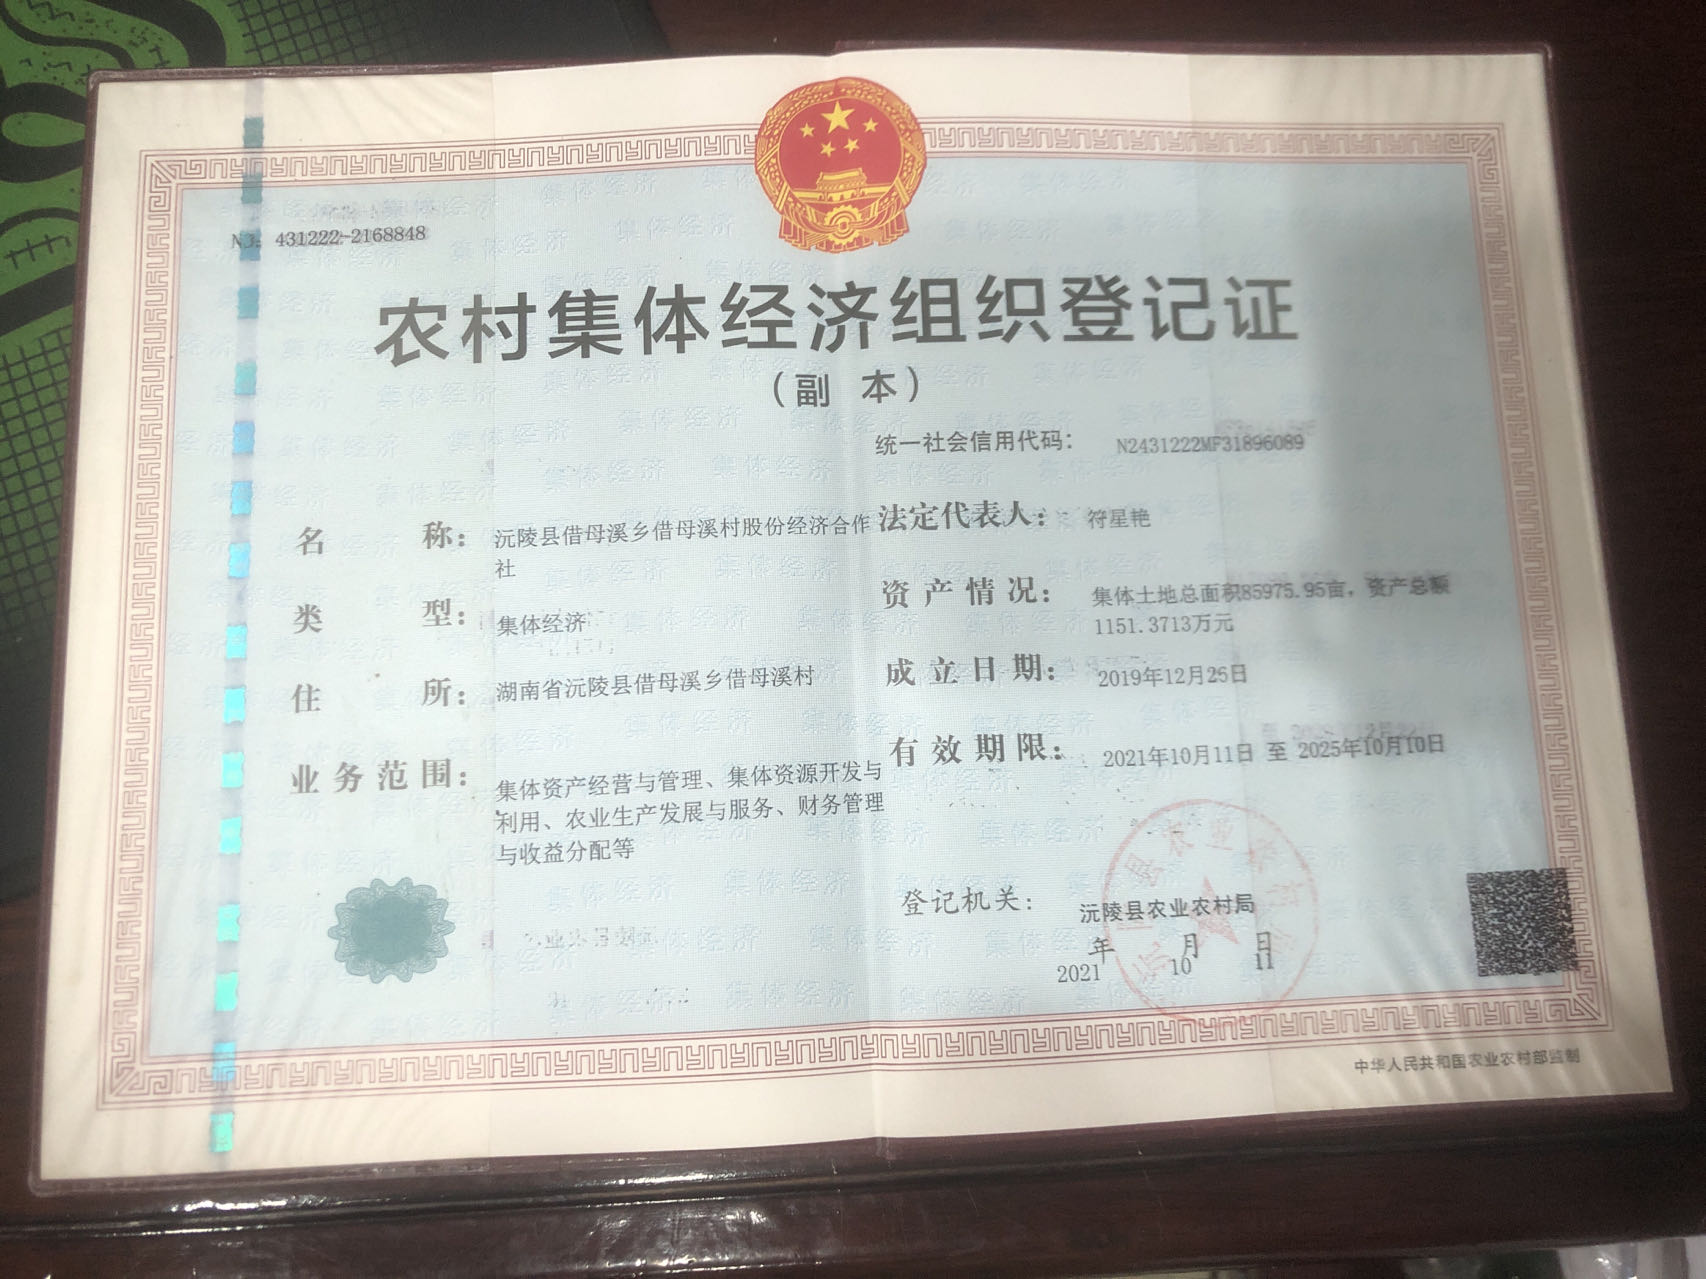 No: 431222-2168848
农村集体经济组织登记证
（副 本）
统一社会信用代码： N2431222MF31896089
名 称： 沅陵县借母溪乡借母溪村股份经济合作
社
类 型： 集体经济
住 所： 湖南省沅陵县借母溪乡借母溪村
业务范围： 集体资产经营与管理、集体资源开发与
利用、农业生产发展与服务、财务管理
与收益分配等
法定代表人： 符星艳
资产情况： 集体土地总面积85975.95亩，资产总额
1151.3713万元
成立日期： 2019年12月26日
有效期限： 2021年10月11日 至 2025年10月10日
登记机关： 沅陵县农业农村局
2021年 10月 11日
中华人民共和国农业农村部监制